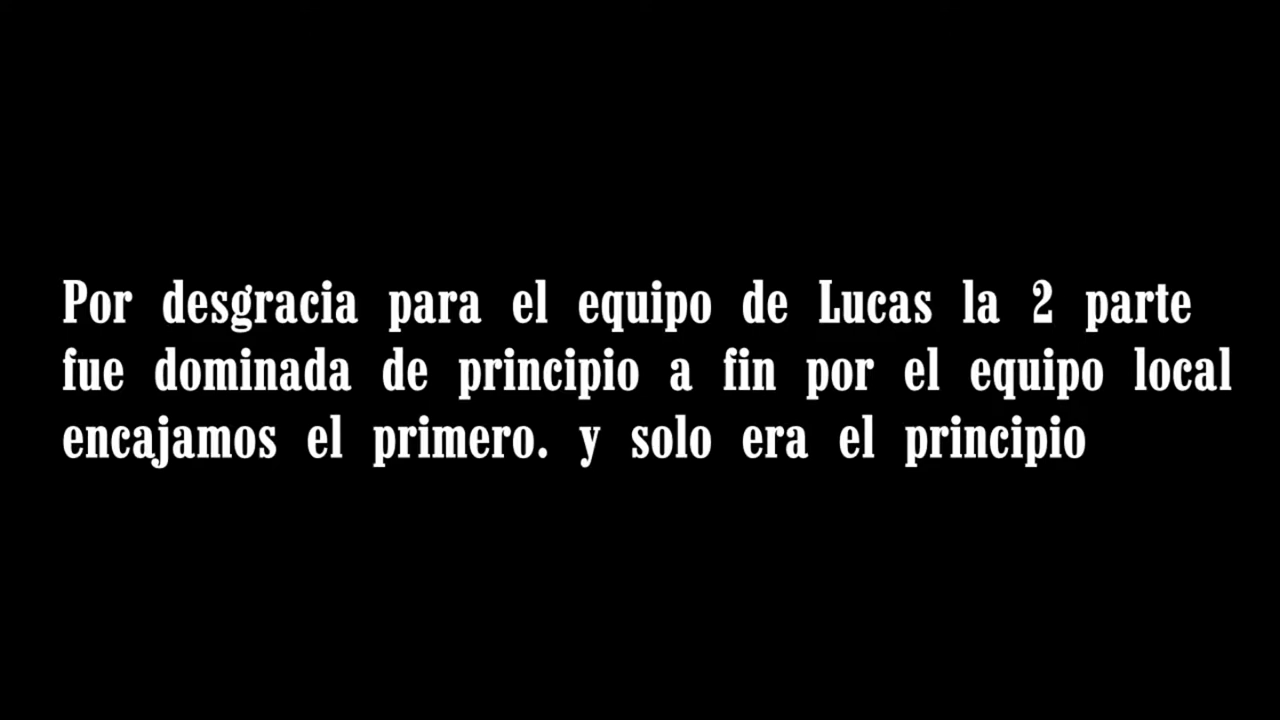 Por desgracia para el equipo de Lucas la 2 parte
fue dominada de principio a fin por el equipo local
encajamos el primero. y solo era el principio